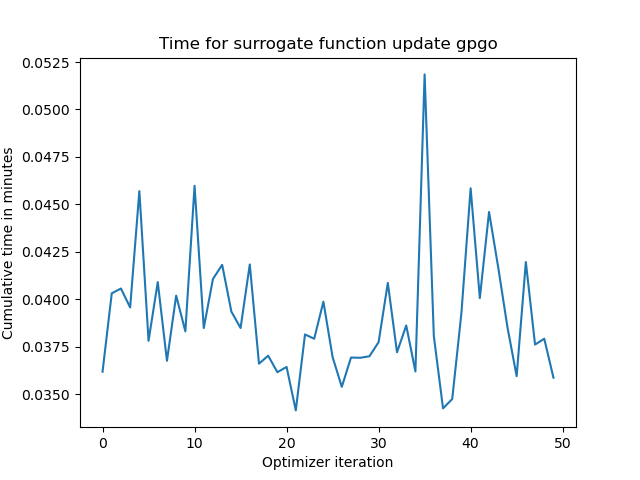 Time for surrogate function update gpgo
Cumulative time in minutes
0.0525
0.0500
0.0475
0.0450
0.0425
0.0400
0.0375
0.0350
0 10 20 30 40 50
Optimizer iteration